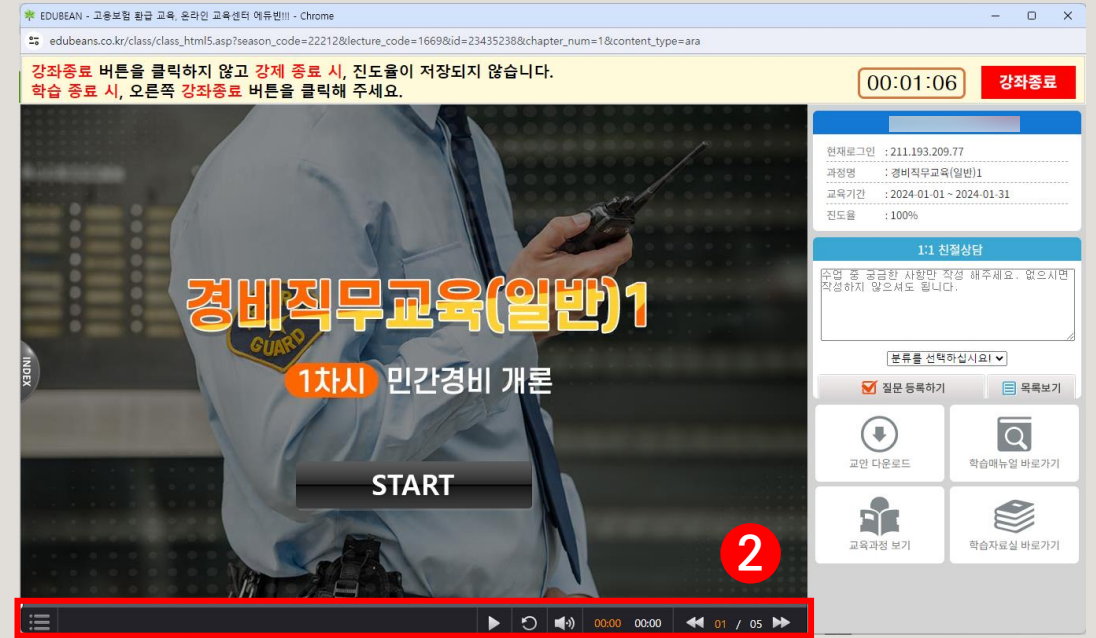 EDUBEAN - 고용보험 환급 교육, 온라인 교육센터 에듀빈!!! - Chrome
edubeans.co.kr/class/class_html5.asp?season_code=22212&lecture_code=1669&id=23435238&chapter_num=1&content_type=ara
강좌종료 버튼을 클릭하지 않고 강제 종료 시, 진도율이 저장되지 않습니다.
학습 종료 시, 오른쪽 강좌종료 버튼을 클릭해 주세요.
00:01:06
강좌종료
현재로그인 : 211.193.209.77
과정명 : 경비직무교육(일반)1
교육기간 : 2024-01-01 ~ 2024-01-31
진도율 : 100%
1:1 친절상담
수업 중 궁금한 사항만 작성 해주세요. 없으시면
작성하지 않으셔도 됩니다.
분류를 선택하십시요!
질문 등록하기
목록보기
교안 다운로드
학습매뉴얼 바로가기
교육과정 보기
학습자료실 바로가기
경비직무교육(일반)1
GUARD
1차시 민간경비 개론
INDEX
START
2
00:00 00:00 01 / 05